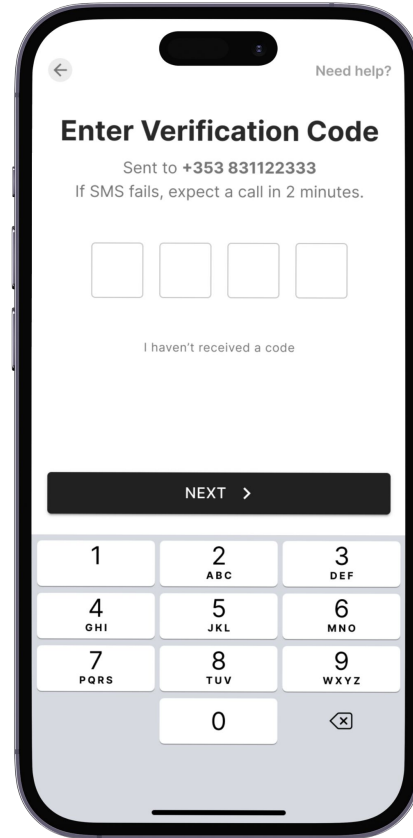 Need help?
Enter Verification Code
Sent to +353 831122333
If SMS fails, expect a call in 2 minutes.
I haven't received a code
NEXT
1
2
ABC
3
DEF
4
GHI
5
JKL
6
MNO
7
PQRS
8
TUV
9
WXYZ
0